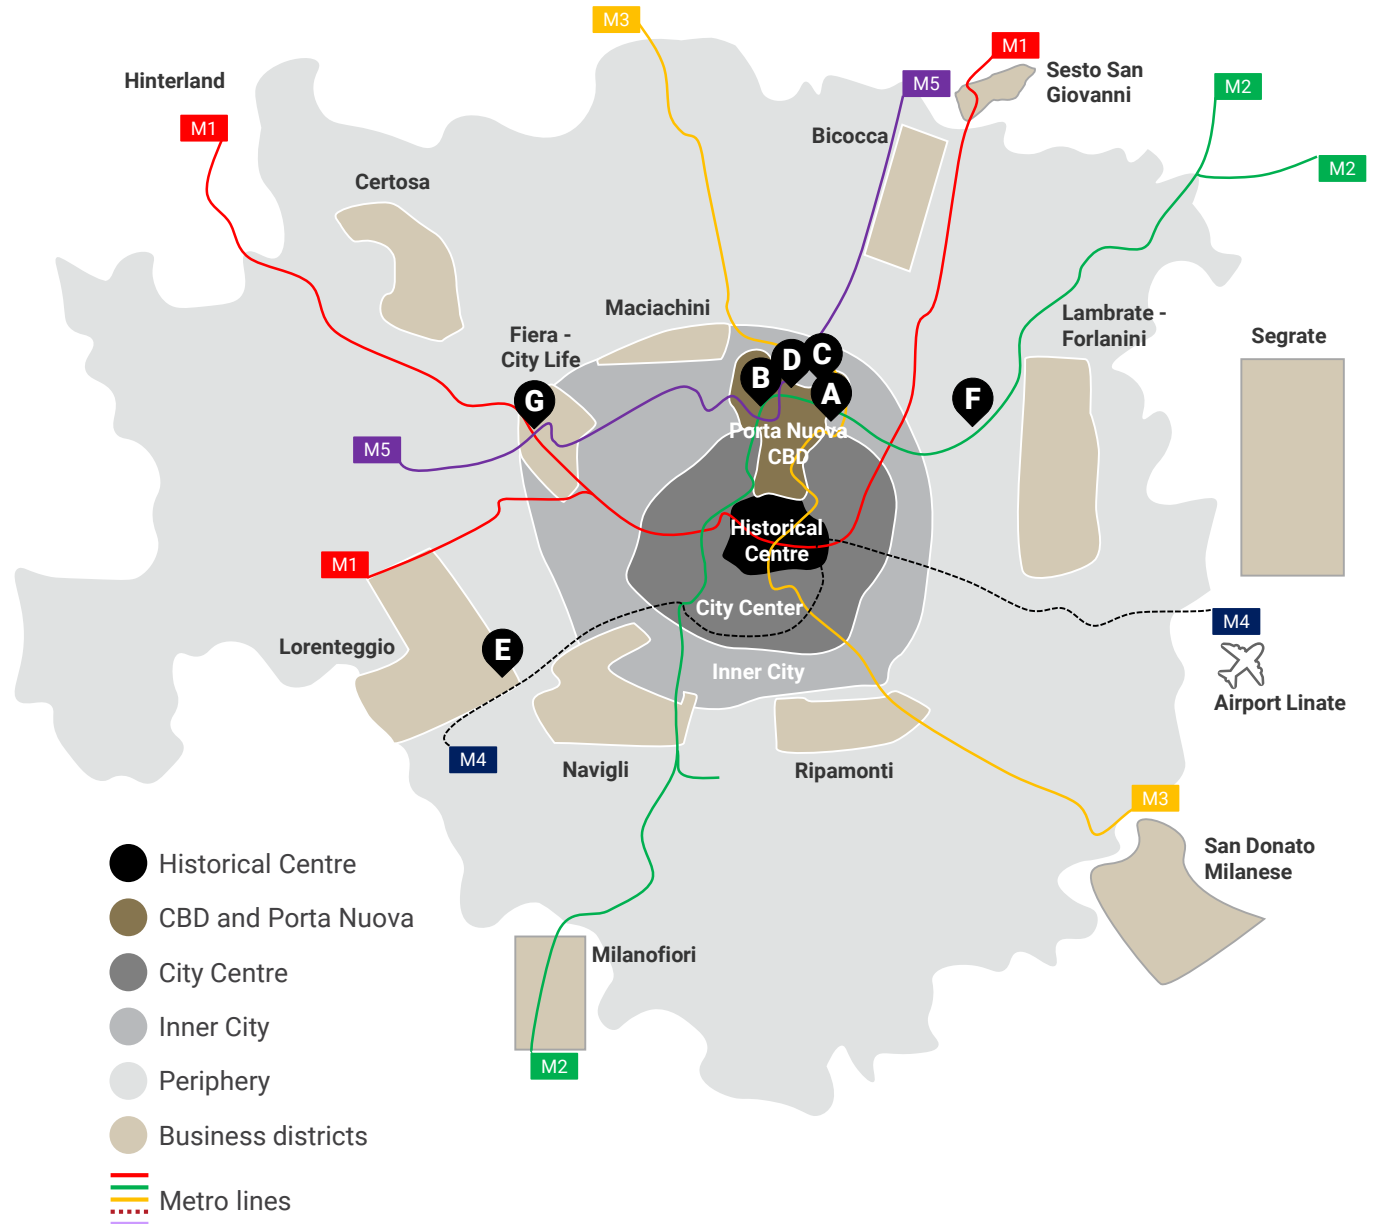 M3
M1
Sesto San
Giovanni
Hinterland
M5
M2
M1
Bicocca
M2
Certosa
Maciachini
Lambrate -
Forlanini
Fiera -
City Life
Segrate
C
D
B
A
G
F
Porta Nuova
CBD
M5
Historical
Centre
M1
City Center
M4
Lorenteggio
E
Inner City
Airport Linate
M4
Navigli
Ripamonti
M3
San Donato
Milanese
Milanofiori
M2
Historical Centre
CBD and Porta Nuova
City Centre
Inner City
Periphery
Business districts
Metro lines